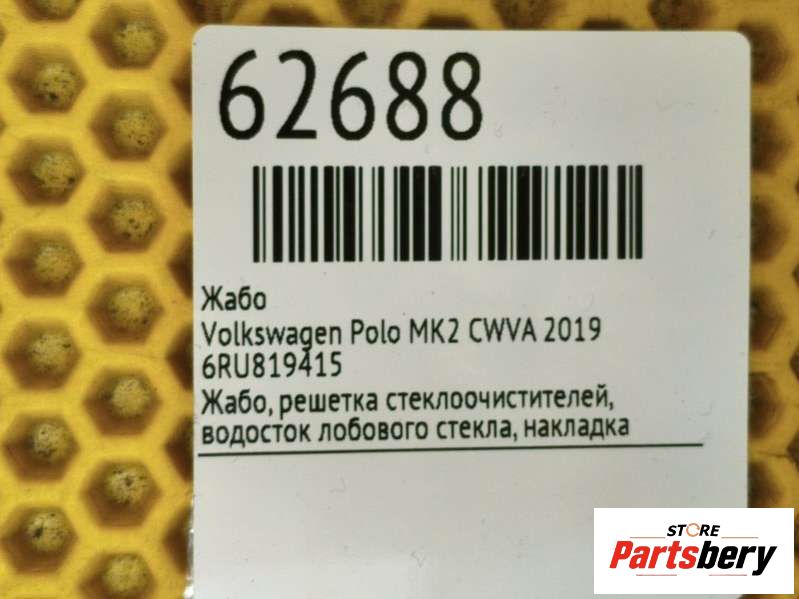 62688
Жабо
Volkswagen Polo MK2 CWVA 2019
6RU819415
Жабо, решетка стеклоочистителей,
водосток лобового стекла, накладка
STORE
Partsbery